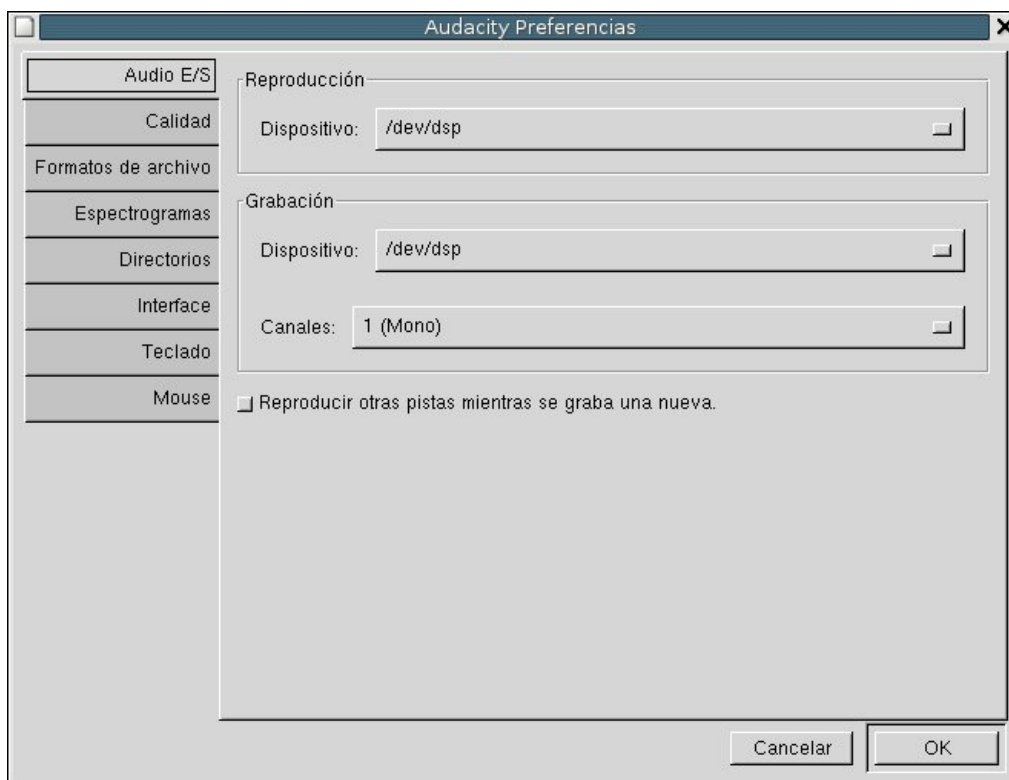 Audacity Preferencias
Audio E/S
Calidad
Formatos de archivo
Espectrogramas
Directorios
Interface
Teclado
Mouse
Reproducción
Dispositivo: /dev/dsp
Grabación
Dispositivo: /dev/dsp
Canales: 1 (Mono)
Reproducir otras pistas mientras se graba una nueva.
Cancelar OK